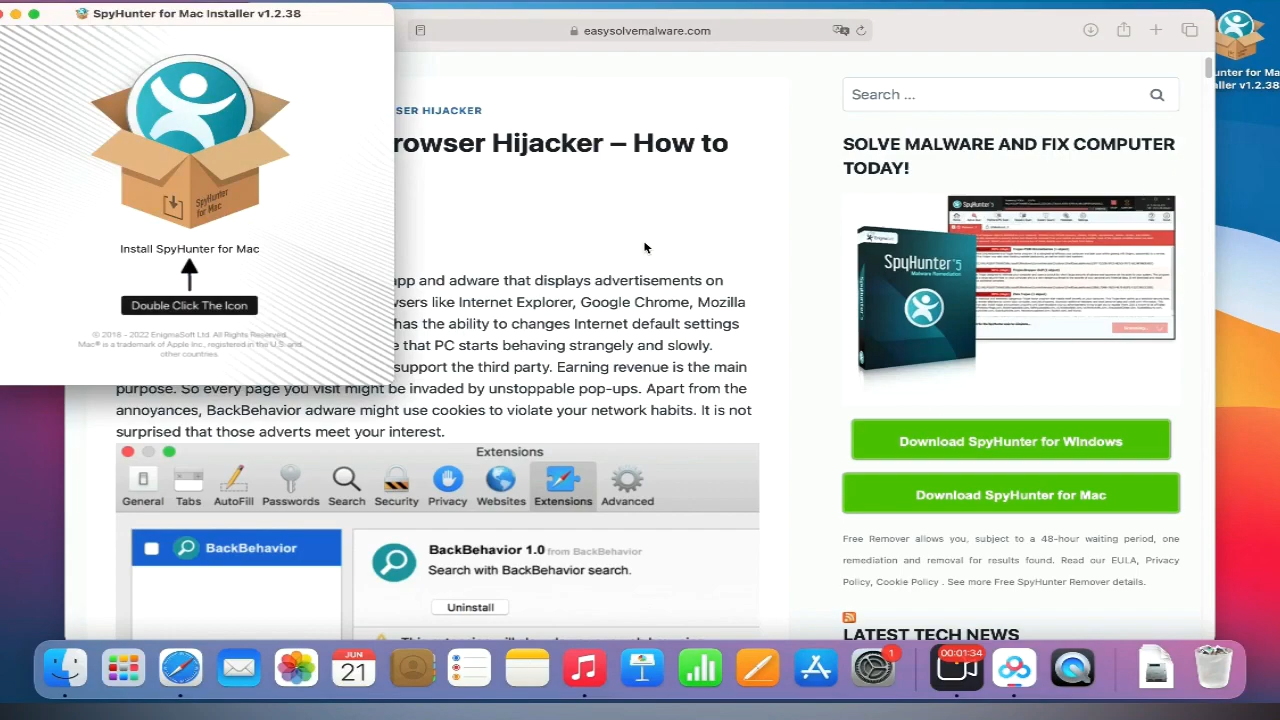 SpyHunter for Mac Installer v1.2.38
SpyHunter for Mac
Install SpyHunter for Mac
Double Click The Icon
© 2016 - 2022 EnigmaSoft Ltd. All Rights Reserved.
Mac® is a trademark of Apple Inc., registered in the U.S. and
other countries.
easysolvemalware.com
unter for Ma
ller v1.2.38
SER HIJACKER
rowser Hijacker – How to
app and adware that displays advertisements on
wsers like Internet Explorer, Google Chrome, Mozilla
has the ability to changes Internet default settings
e that PC starts behaving strangely and slowly.
support the third party. Earning revenue is the main
purpose. So every page you visit might be invaded by unstoppable pop-ups. Apart from the
annoyances, BackBehavior adware might use cookies to violate your network habits. It is not
surprised that those adverts meet your interest.
Extensions
General Tabs AutoFill Passwords Search Security Privacy Websites Extensions Advanced
BackBehavior
BackBehavior 1.0 from BackBehavior
Search with BackBehavior search.
Uninstall
Search ...
SOLVE MALWARE AND FIX COMPUTER
TODAY!
SpyHunter 5
Malware Remediation
Download SpyHunter for Windows
Download SpyHunter for Mac
Free Remover allows you, subject to a 48-hour waiting period, one
remediation and removal for results found. Read our EULA, Privacy
Policy, Cookie Policy . See more Free SpyHunter Remover details.
LATEST TECH NEWS
JUN
21
1
00:01:34